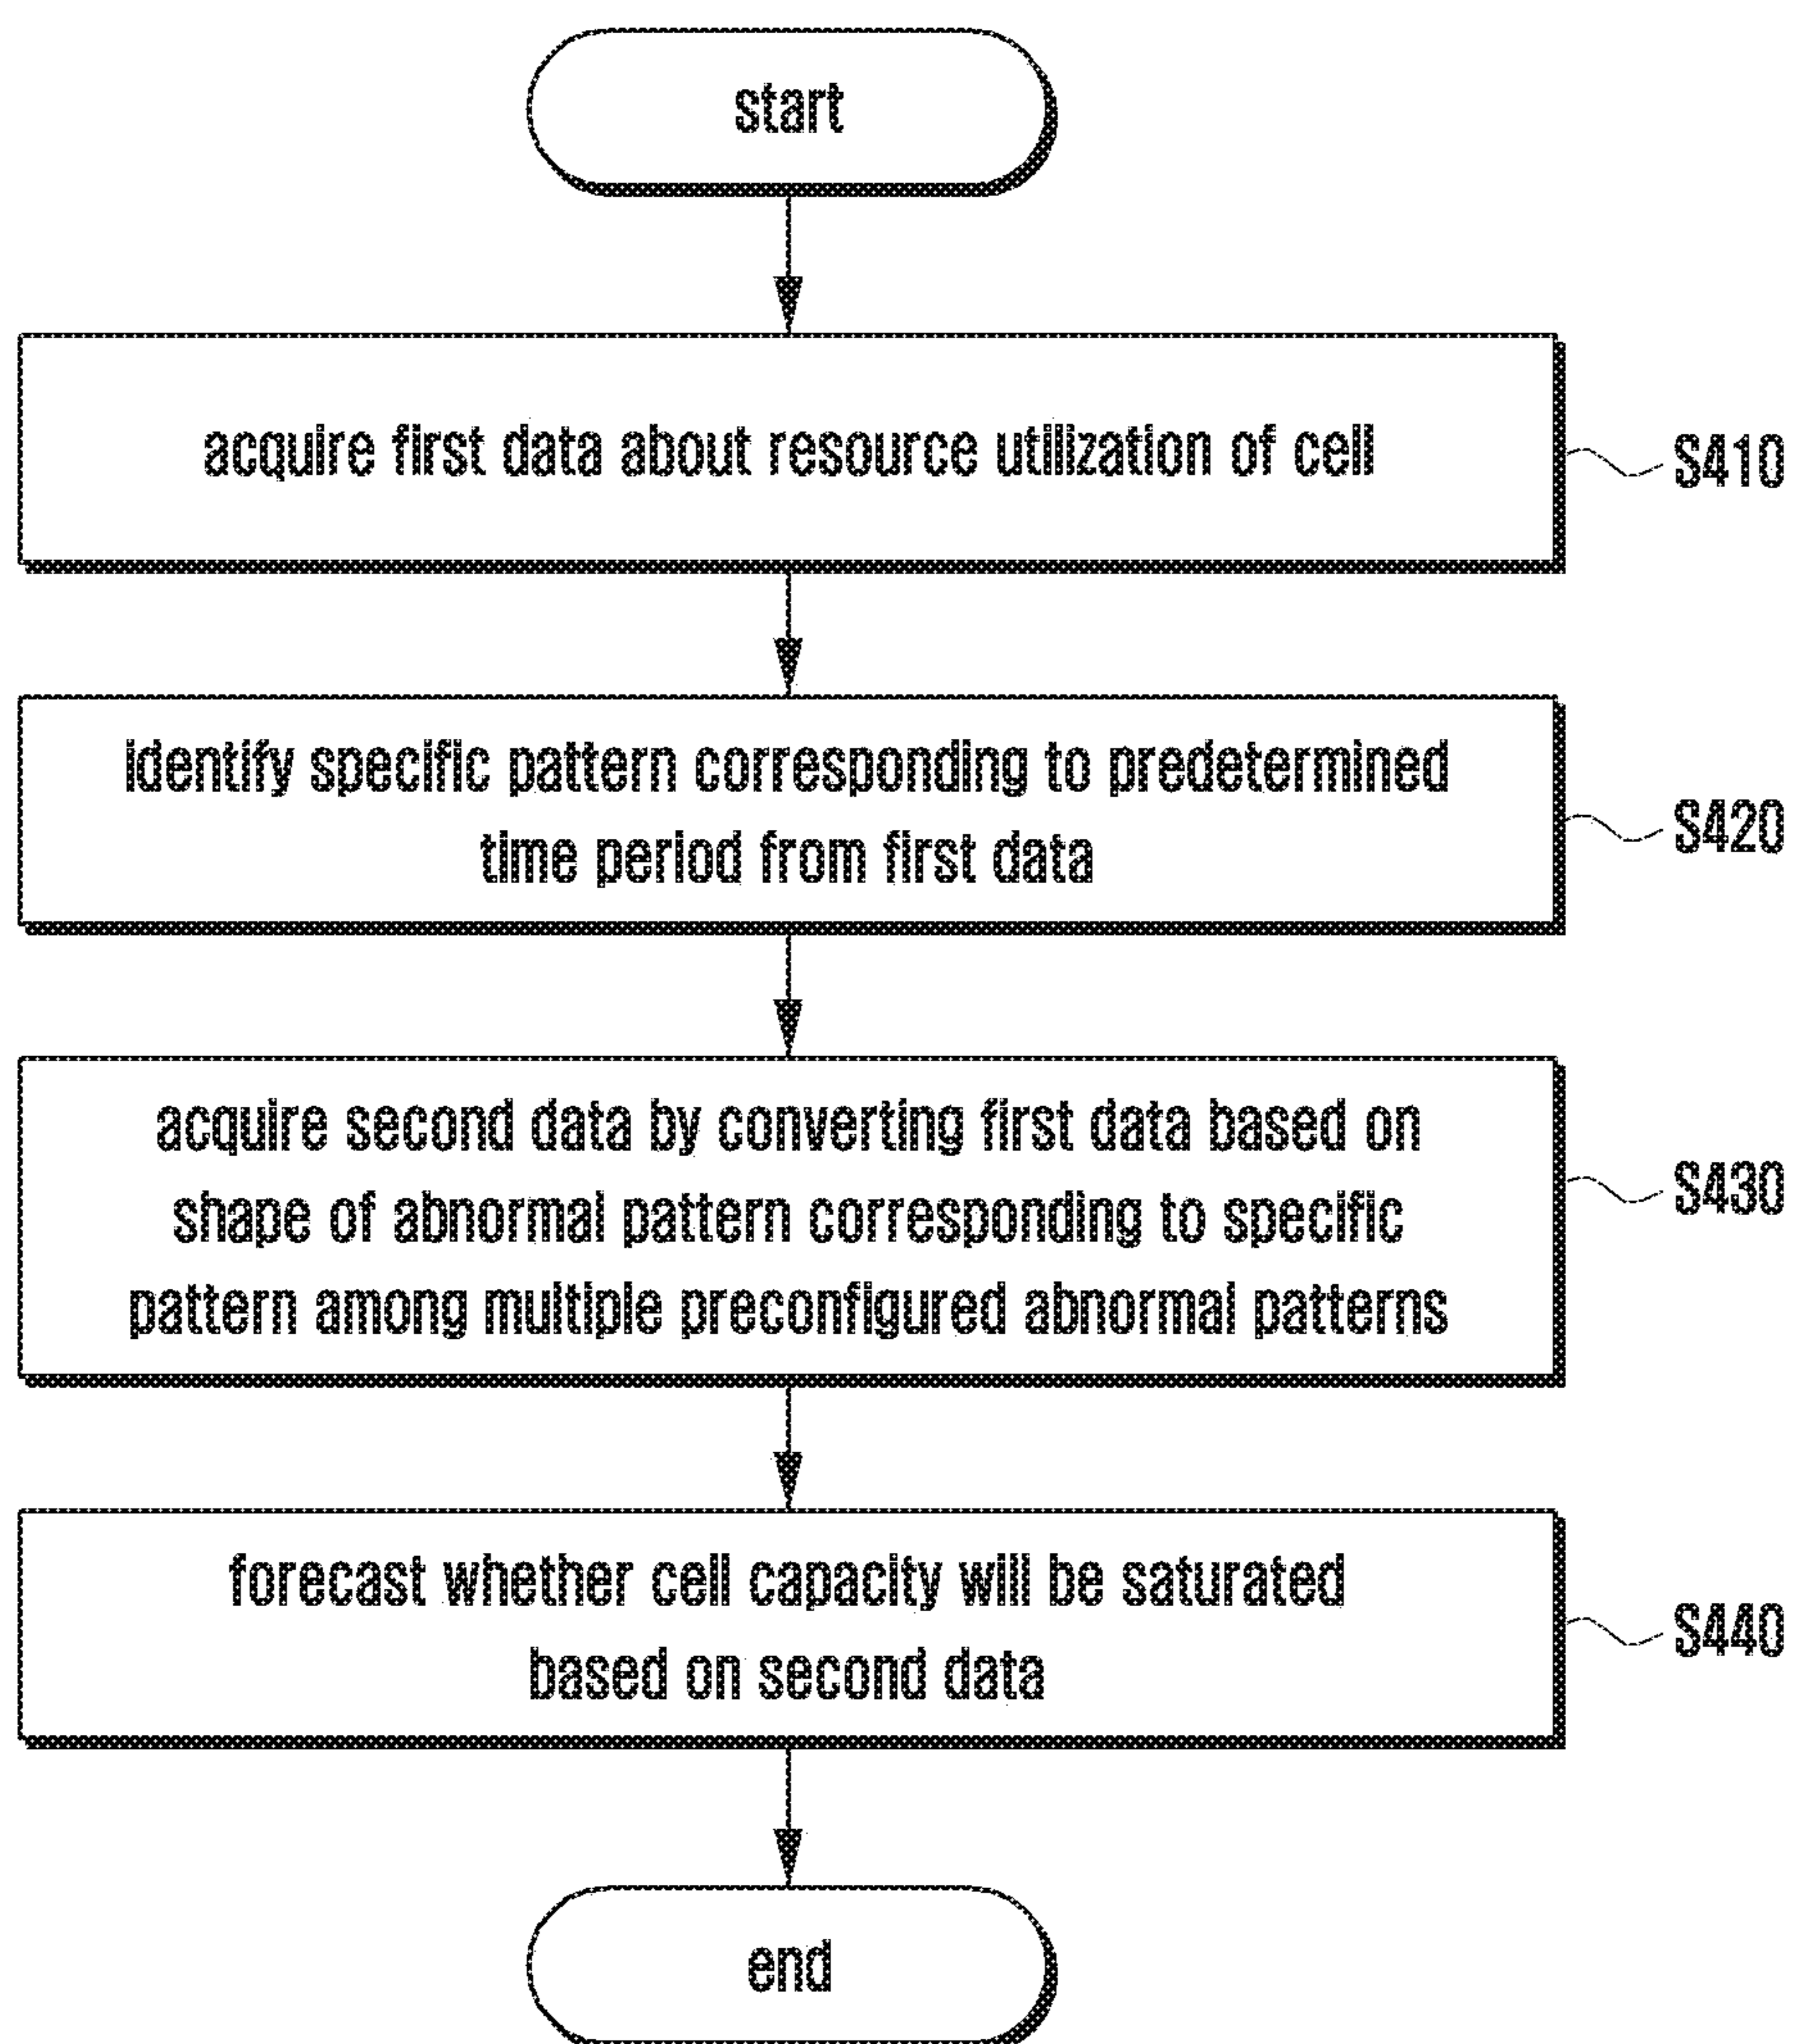 start
acquire first data about resource utilization of cell
S410
identify specific pattern corresponding to predetermined
time period from first data
S420
acquire second data by converting first data based on
shape of abnormal pattern corresponding to specific
pattern among multiple preconfigured abnormal patterns
S430
forecast whether cell capacity will be saturated
based on second data
S440
end